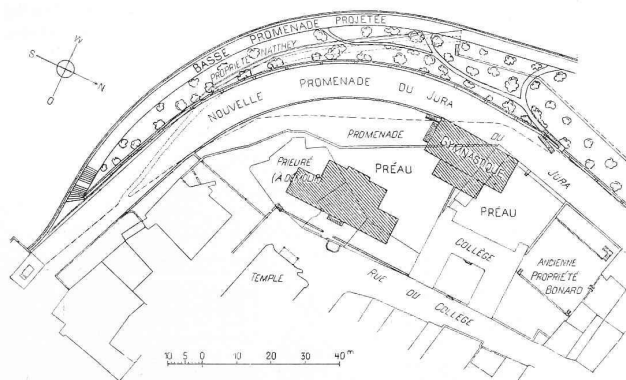 BASSE PROMENADE PROJETÉE
PROPRIÉTÉ MATTHEY
NOUVELLE PROMENADE DU JURA
PROMENADE DU JURA
GYMNASTIQUE
PRIEURÉ
(A DÉMOLIR)
PRÉAU
PRÉAU
COLLÈGE
ANCIENNE
PROPRIÉTÉ
BONARD
TEMPLE
RUE DU COLLÈGE
W
S
N
O
10 5 0 10 20 30 40 m